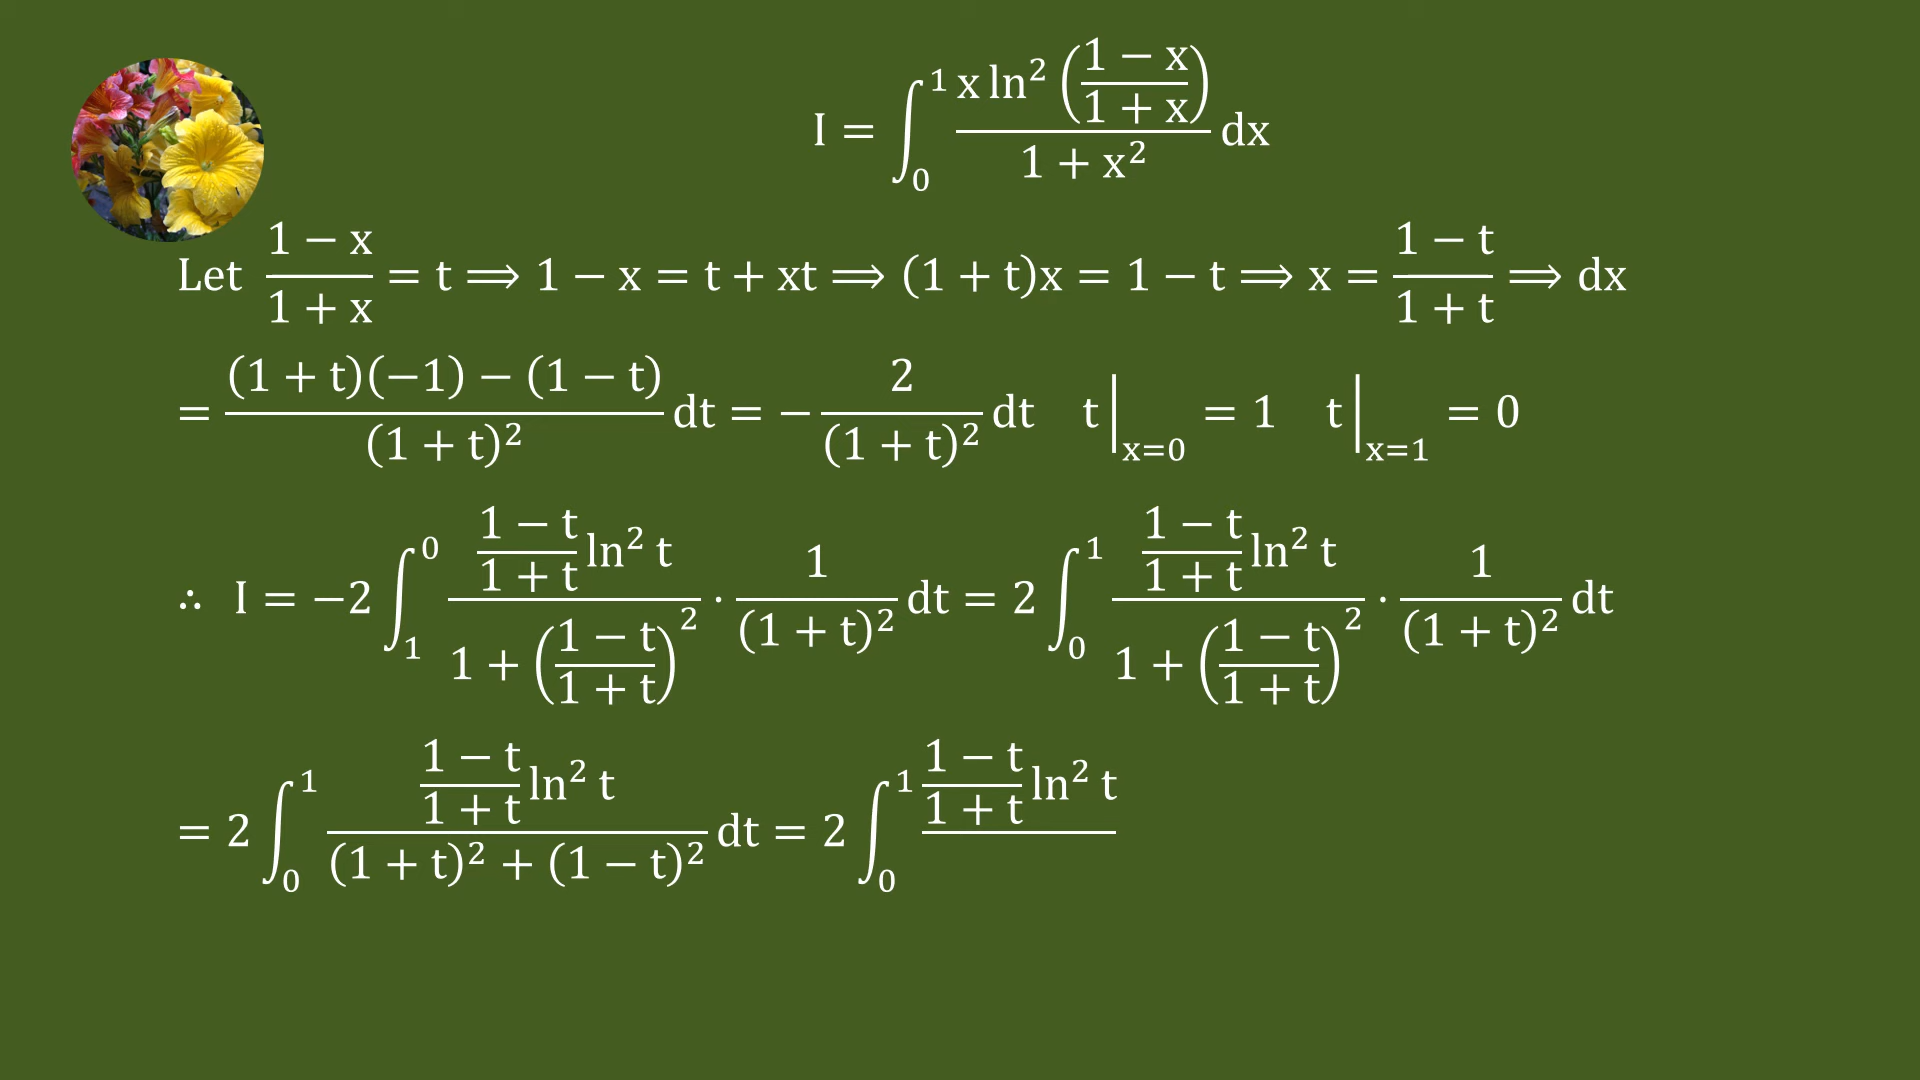 I = ∫₀¹ x ln² ((1 − x)/(1 + x)) / (1 + x²) dx
Let (1 − x)/(1 + x) = t ⟹ 1 − x = t + xt ⟹ (1 + t)x = 1 − t ⟹ x = (1 − t)/(1 + t) ⟹ dx
= ((1 + t)(−1) − (1 − t))/(1 + t)² dt = − 2/(1 + t)² dt t|ₓ₌₀ = 1 t|ₓ₌₁ = 0
∴ I = −2 ∫₁⁰ ((1 − t)/(1 + t) ln² t)/(1 + ((1 − t)/(1 + t))²) · 1/(1 + t)² dt = 2 ∫₀¹ ((1 − t)/(1 + t) ln² t)/(1 + ((1 − t)/(1 + t))²) · 1/(1 + t)² dt
= 2 ∫₀¹ ((1 − t)/(1 + t) ln² t)/((1 + t)² + (1 − t)²) dt = 2 ∫₀¹ ((1 − t)/(1 + t) ln² t)/